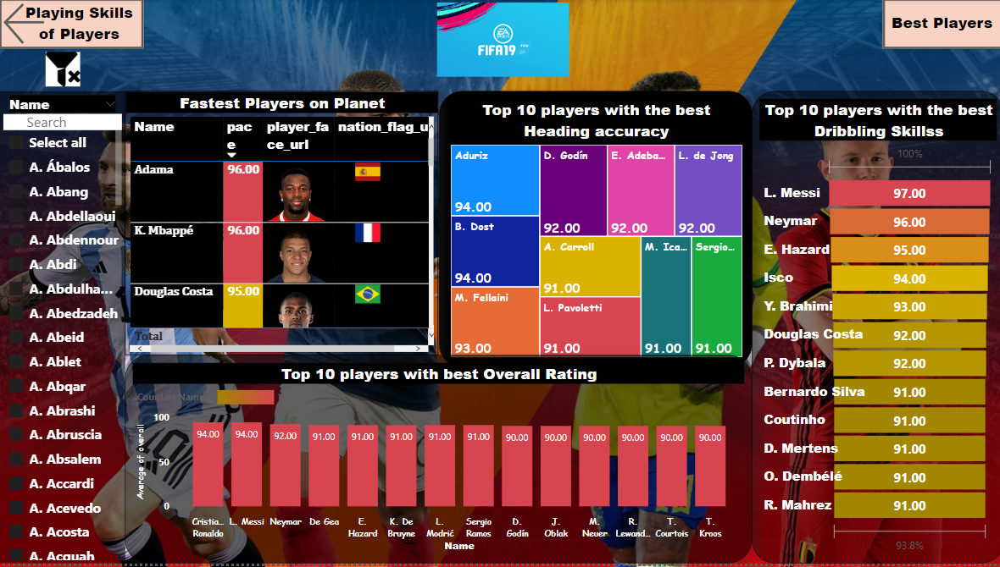 Playing Skills
of Players
EA
SPORTS
FIFA19
Best Players
Name
Search
Select all
A. Ábalos
A. Abang
A. Abdellaoui
A. Abdennour
A. Abdi
A. Abdulha...
A. Abedzadeh
A. Abeid
A. Ablet
A. Abqar
A. Abrashi
A. Abruscia
A. Absalem
A. Accardi
A. Acevedo
A. Acosta
A. Acquah
Fastest Players on Planet
Name pac player_fa nation_flag_u
e ce_url
Adama 96.00
K. Mbappé 96.00
Douglas Costa 95.00
Total
Top 10 players with the best
Heading accuracy
Aduriz
94.00
B. Dost
94.00
M. Fellaini
93.00
D. Godín
92.00
E. Adeba...
92.00
L. de Jong
92.00
A. Carroll
91.00
L. Pavoletti
91.00
M. Ica...
91.00
Sergio...
91.00
Top 10 players with the best
Dribbling Skillss
100%
L. Messi 97.00
Neymar 96.00
E. Hazard 95.00
Isco 94.00
Y. Brahimi 93.00
Douglas Costa 92.00
P. Dybala 92.00
Bernardo Silva 91.00
Coutinho 91.00
D. Mertens 91.00
O. Dembélé 91.00
R. Mahrez 91.00
93.8%
Top 10 players with best Overall Rating
Count of Name
Average of overall
100
50
0
94.00 94.00 92.00 91.00 91.00 91.00 91.00 91.00 90.00 90.00 90.00 90.00 90.00 90.00
Cristia... L. Messi Neymar De Gea E. K. De L. Sergio D. J. M. R. T. T.
Ronaldo Hazard Bruyne Modrić Ramos Godín Oblak Neuer Lewand... Courtois Kroos
Name